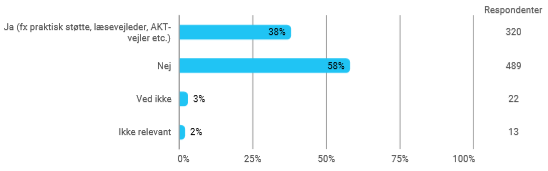 Respondenter
Ja (fx praktisk støtte, læsevejleder, AKT-
vejler etc.)
38%
320
Nej
58%
489
Ved ikke
3%
22
Ikke relevant
2%
13
0% 25% 50% 75% 100%